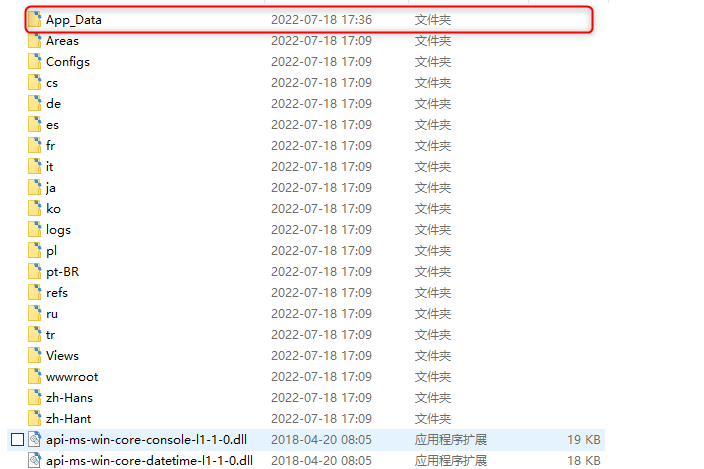 App_Data 2022-07-18 17:36 文件夹
Areas 2022-07-18 17:09 文件夹
Configs 2022-07-18 17:09 文件夹
cs 2022-07-18 17:09 文件夹
de 2022-07-18 17:09 文件夹
es 2022-07-18 17:09 文件夹
fr 2022-07-18 17:09 文件夹
it 2022-07-18 17:09 文件夹
ja 2022-07-18 17:09 文件夹
ko 2022-07-18 17:09 文件夹
logs 2022-07-18 17:09 文件夹
pl 2022-07-18 17:09 文件夹
pt-BR 2022-07-18 17:09 文件夹
refs 2022-07-18 17:09 文件夹
ru 2022-07-18 17:09 文件夹
tr 2022-07-18 17:09 文件夹
Views 2022-07-18 17:09 文件夹
wwwroot 2022-07-18 17:09 文件夹
zh-Hans 2022-07-18 17:09 文件夹
zh-Hant 2022-07-18 17:09 文件夹
api-ms-win-core-console-l1-1-0.dll 2018-04-20 08:05 应用程序扩展 19 KB
api-ms-win-core-datetime-l1-1-0.dll 2018-04-20 08:05 应用程序扩展 18 KB